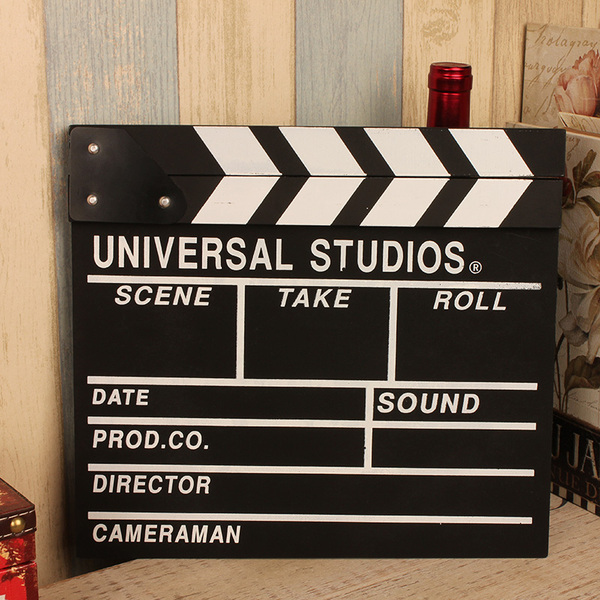 UNIVERSAL STUDIOS®
SCENE TAKE ROLL
DATE SOUND
PROD.CO.
DIRECTOR
CAMERAMAN